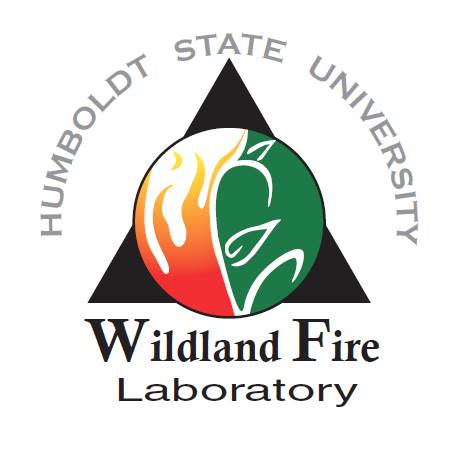 HUMBOLDT STATE UNIVERSITY
Wildland Fire
Laboratory